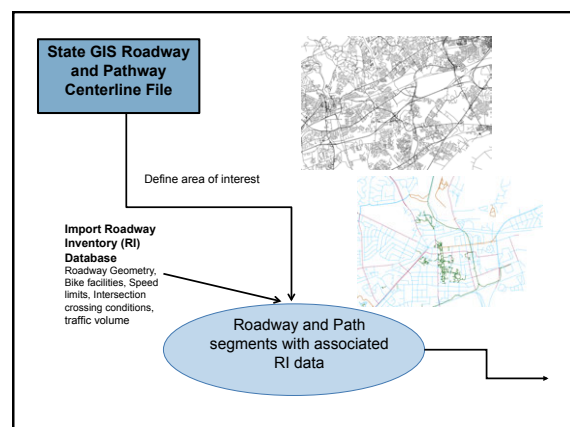 State GIS Roadway
and Pathway
Centerline File
Define area of interest
Import Roadway
Inventory (RI)
Database
Roadway Geometry,
Bike facilities, Speed
limits, Intersection
crossing conditions,
traffic volume
Roadway and Path
segments with associated
RI data